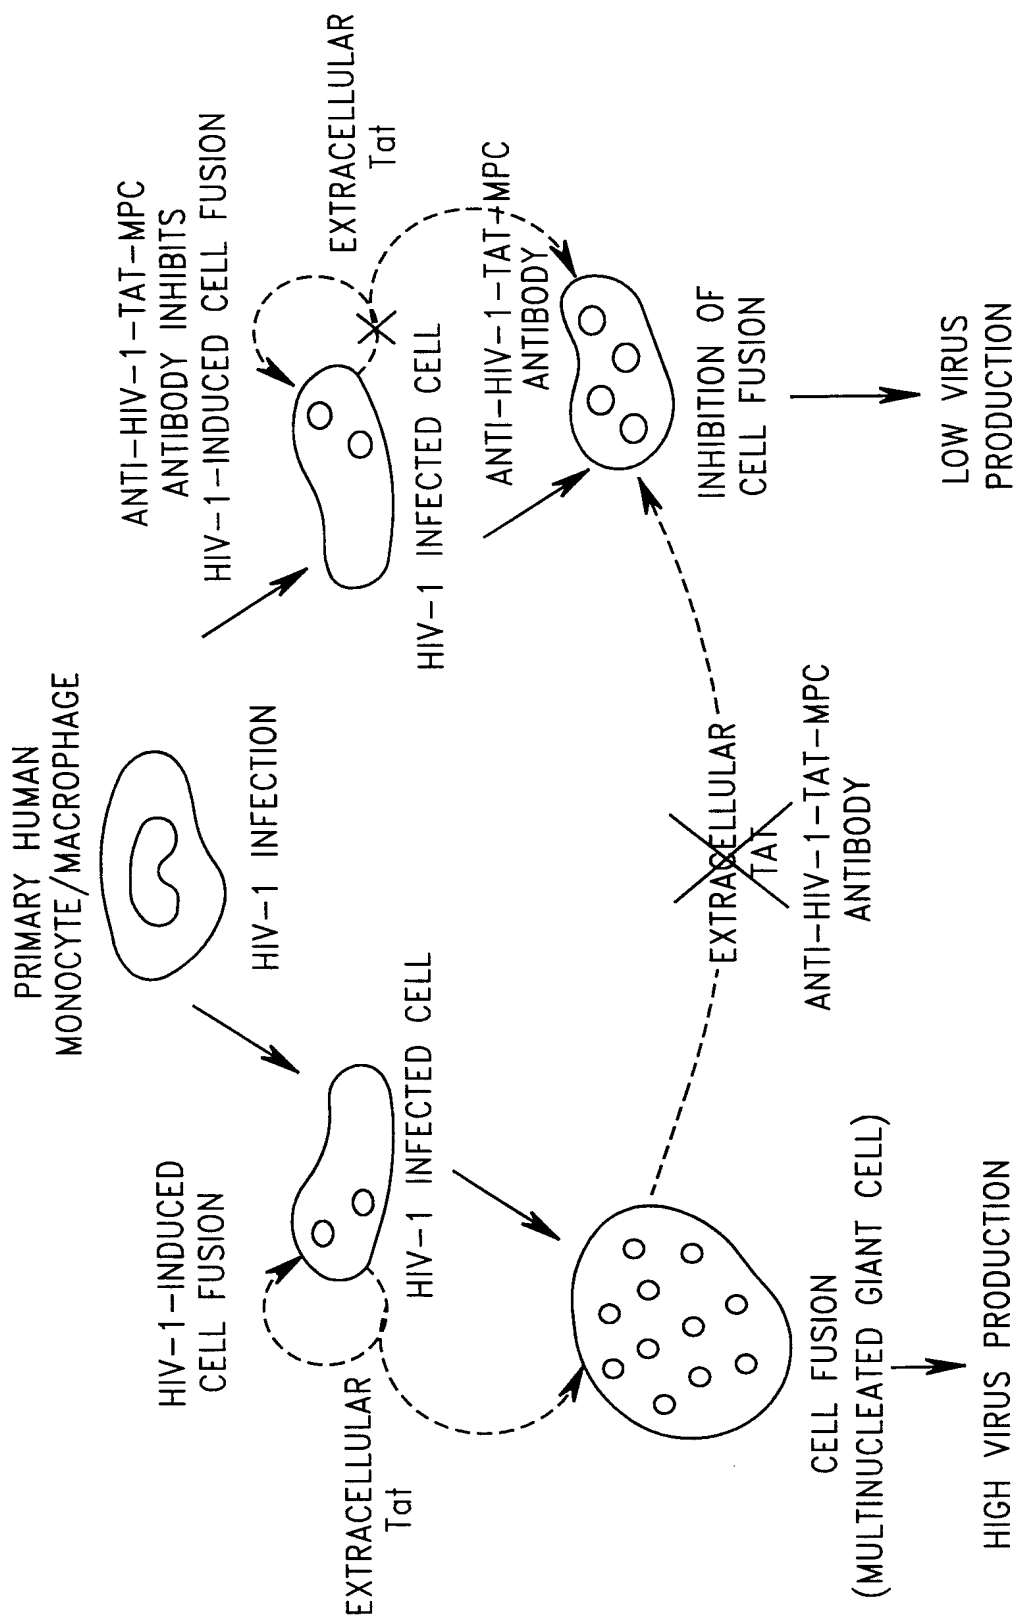 PRIMARY HUMAN
MONOCYTE/MACROPHAGE
HIV-1 INFECTION
HIV-1-INDUCED
CELL FUSION
EXTRACELLULAR
Tat
HIV-1 INFECTED CELL
CELL FUSION
(MULTINUCLEATED GIANT CELL)
HIGH VIRUS PRODUCTION
ANTI-HIV-1-TAT-MPC
ANTIBODY INHIBITS
HIV-1-INDUCED CELL FUSION
EXTRACELLULAR
Tat
HIV-1 INFECTED CELL
ANTI-HIV-1-TAT-MPC
ANTIBODY
INHIBITION OF
CELL FUSION
LOW VIRUS
PRODUCTION
EXTRACELLULAR
TAT
ANTI-HIV-1-TAT-MPC
ANTIBODY